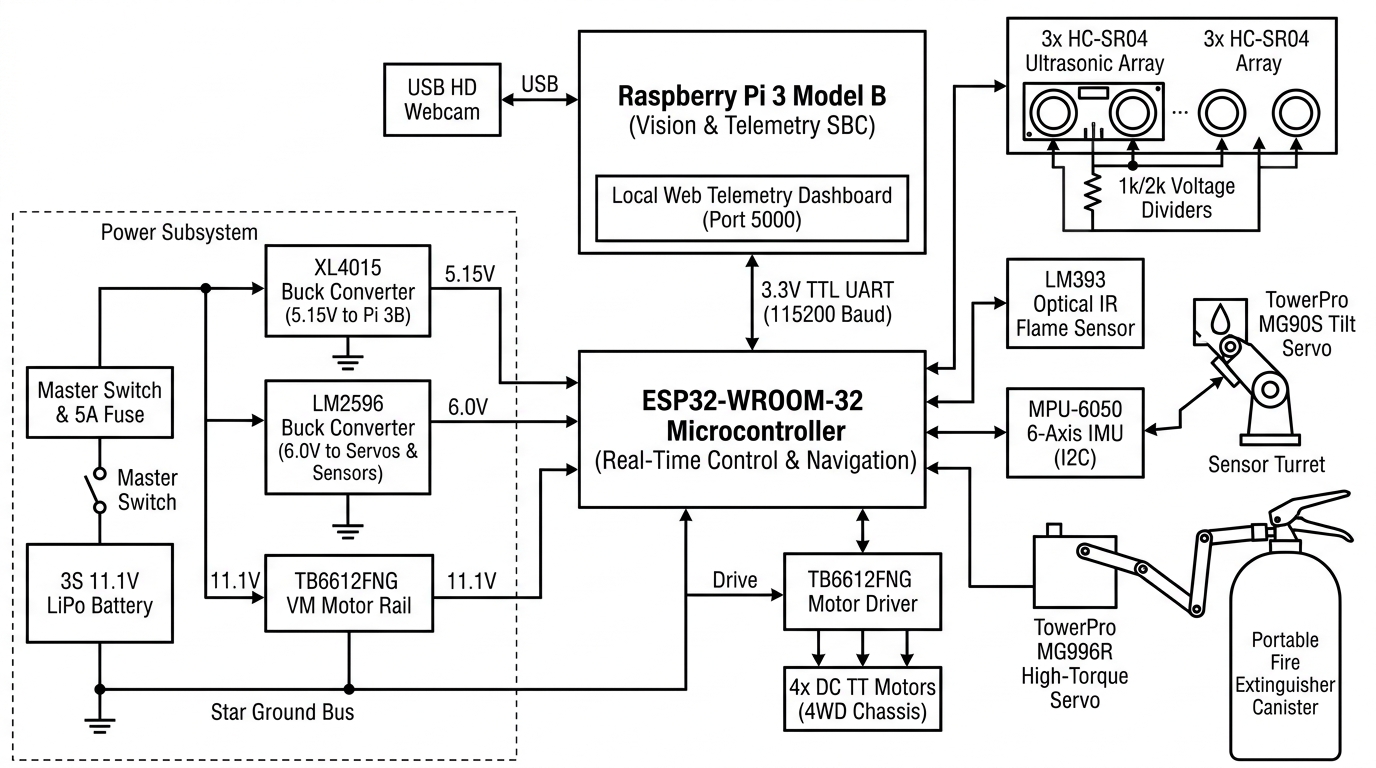 USB HD
Webcam
USB
Raspberry Pi 3 Model B
(Vision & Telemetry SBC)
Local Web Telemetry Dashboard
(Port 5000)
3x HC-SR04
Ultrasonic Array
3x HC-SR04
Array
...
1k/2k Voltage
Dividers
Power Subsystem
XL4015
Buck Converter
(5.15V to Pi 3B)
5.15V
3.3V TTL UART
(115200 Baud)
LM393
Optical IR
Flame Sensor
TowerPro
MG90S Tilt
Servo
Master Switch
& 5A Fuse
LM2596
Buck Converter
(6.0V to Servos &
Sensors)
6.0V
ESP32-WROOM-32
Microcontroller
(Real-Time Control & Navigation)
MPU-6050
6-Axis IMU
(I2C)
Sensor Turret
Master
Switch
3S 11.1V
LiPo Battery
11.1V
TB6612FNG
VM Motor Rail
11.1V
Drive
TB6612FNG
Motor Driver
4x DC TT Motors
(4WD Chassis)
TowerPro
MG996R
High-Torque
Servo
Portable
Fire
Extinguisher
Canister
Star Ground Bus